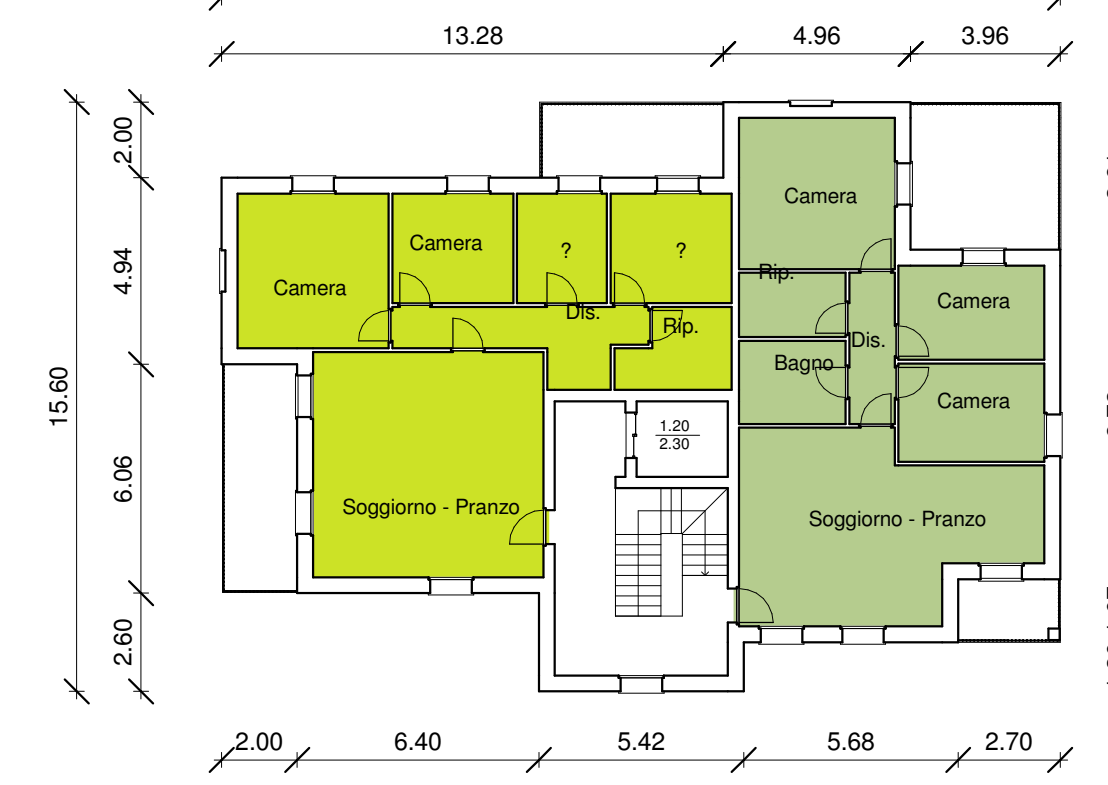 13.28
4.96
3.96
2.00
4.94
15.60
6.06
2.60
Camera
Camera
?
?
Camera
Dis.
Rip.
Rip.
Camera
Dis.
Bagno
Camera
1.20
2.30
Soggiorno - Pranzo
Soggiorno - Pranzo
2.00
6.40
5.42
5.68
2.70